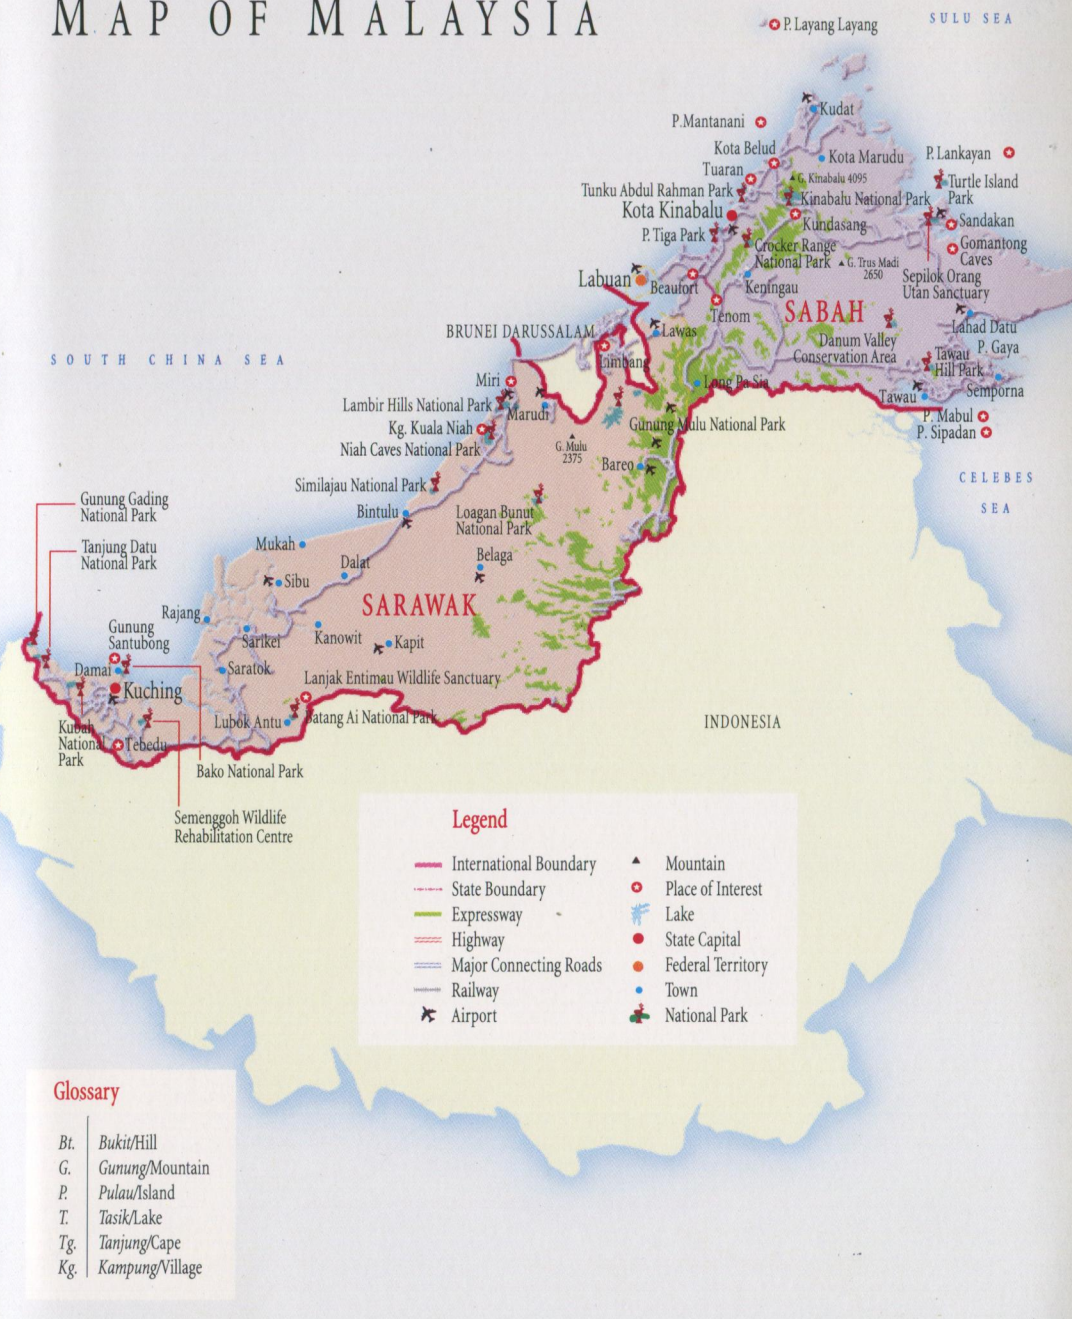 MAP OF MALAYSIA
SULU SEA
P. Layang Layang
Kudat
P.Mantanani
Kota Belud
Kota Marudu
P. Lankayan
Tuaran
G. Kinabalu 4095
Turtle Island
Park
Tunku Abdul Rahman Park
Kinabalu National Park
Kota Kinabalu
Kundasang
Sandakan
P. Tiga Park
Crocker Range
National Park
Gomantong
Caves
G. Trus Madi
2650
Sepilok Orang
Utan Sanctuary
Labuan
Beaufort
Keningau
Tenom
SABAH
Lahad Datu
BRUNEI DARUSSALAM
Lawas
Danum Valley
Conservation Area
P. Gaya
SOUTH CHINA SEA
Limbang
Tawau
Hill Park
Miri
Long Pa Sia
Semporna
Tawau
Lambir Hills National Park
Marudi
P. Mabul
Kg. Kuala Niah
Gunung Mulu National Park
P. Sipadan
Niah Caves National Park
G. Mulu
2375
Bareo
CELEBES
SEA
Similajau National Park
Gunung Gading
National Park
Bintulu
Loagan Bunut
National Park
Tanjung Datu
National Park
Mukah
Belaga
Dalat
Sibu
SARAWAK
Rajang
Gunung
Santubong
Sarikei
Kanowit
Kapit
Damai
Saratok
Lanjak Entimau Wildlife Sanctuary
Kuching
Lubok Antu
Batang Ai National Park
INDONESIA
Kubah
National
Park
Tebedu
Bako National Park
Semenggoh Wildlife
Rehabilitation Centre
Legend
International Boundary
State Boundary
Expressway
Highway
Major Connecting Roads
Railway
Airport
Mountain
Place of Interest
Lake
State Capital
Federal Territory
Town
National Park
Glossary
Bt. Bukit/Hill
G. Gunung/Mountain
P. Pulau/Island
T. Tasik/Lake
Tg. Tanjung/Cape
Kg. Kampung/Village